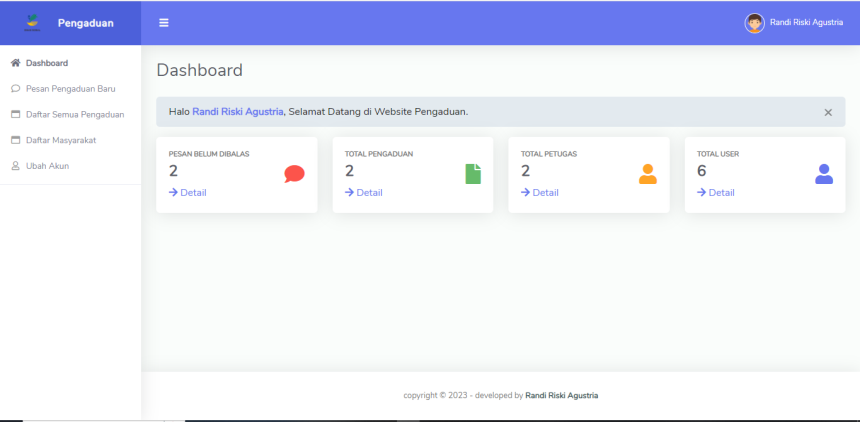 Pengaduan
Randi Riski Agustria
Dashboard
Pesan Pengaduan Baru
Daftar Semua Pengaduan
Daftar Masyarakat
Ubah Akun
Dashboard
Halo Randi Riski Agustria, Selamat Datang di Website Pengaduan.
PESAN BELUM DIBALAS
2
Detail
TOTAL PENGADUAN
2
Detail
TOTAL PETUGAS
2
Detail
TOTAL USER
6
Detail
copyright © 2023 - developed by Randi Riski Agustria